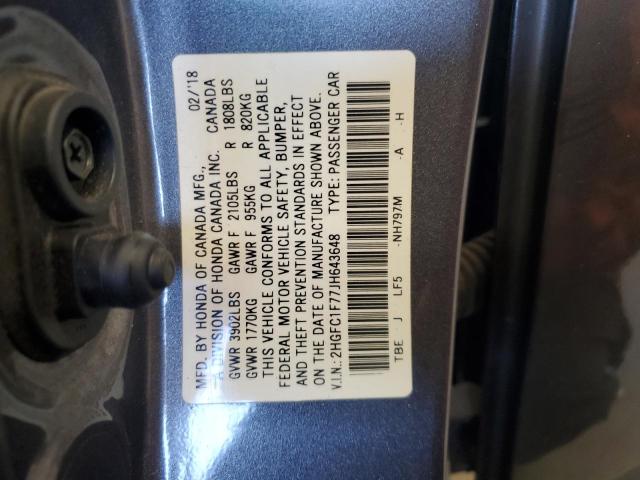 MFD. BY HONDA OF CANADA MFG., 02/'18
A DIVISION OF HONDA CANADA INC. CANADA
GVWR 3902LBS GAWR F 2105LBS R 1808LBS
GVWR 1770KG GAWR F 955KG R 820KG
THIS VEHICLE CONFORMS TO ALL APPLICABLE
FEDERAL MOTOR VEHICLE SAFETY, BUMPER,
AND THEFT PREVENTION STANDARDS IN EFFECT
ON THE DATE OF MANUFACTURE SHOWN ABOVE.
V.I.N.: 2HGFC1F77JH643648 TYPE: PASSENGER CAR
TBE J LF5 -NH797M -A -H